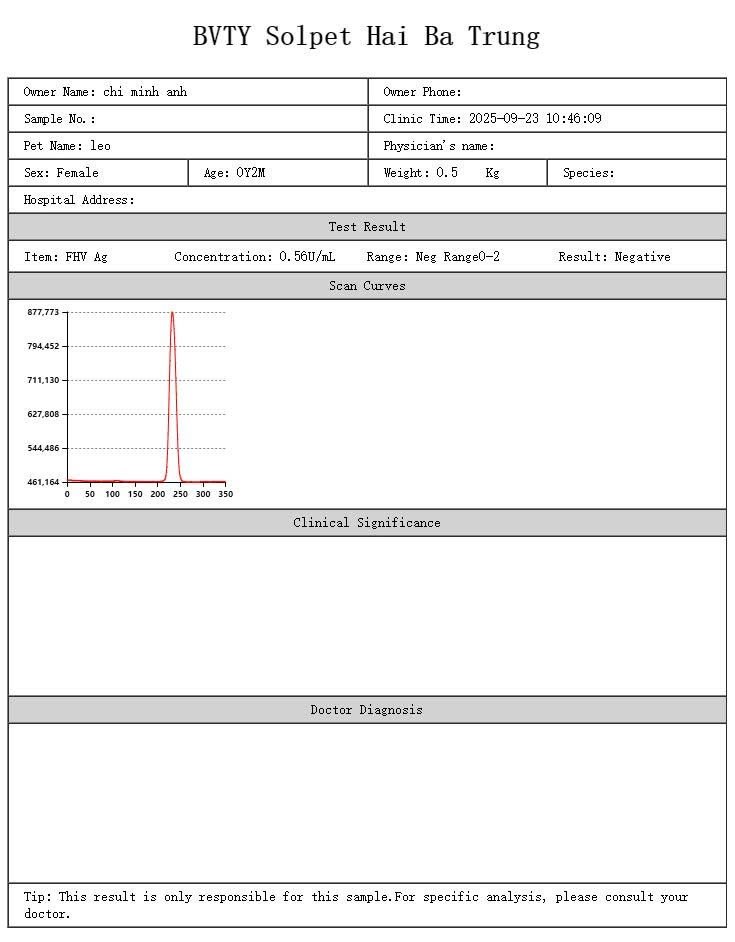 BVTY Solpet Hai Ba Trung
Owner Name: chi minh anh Owner Phone:
Sample No.: Clinic Time: 2025-09-23 10:46:09
Pet Name: leo Physician's name:
Sex: Female Age: 0Y2M Weight: 0.5 Kg Species:
Hospital Address:
Test Result
Item: FHV Ag Concentration: 0.56U/mL Range: Neg Range0-2 Result: Negative
Scan Curves
877,773
794,452
711,130
627,808
544,486
461,164
0 50 100 150 200 250 300 350
Clinical Significance
Doctor Diagnosis
Tip: This result is only responsible for this sample.For specific analysis, please consult your
doctor.